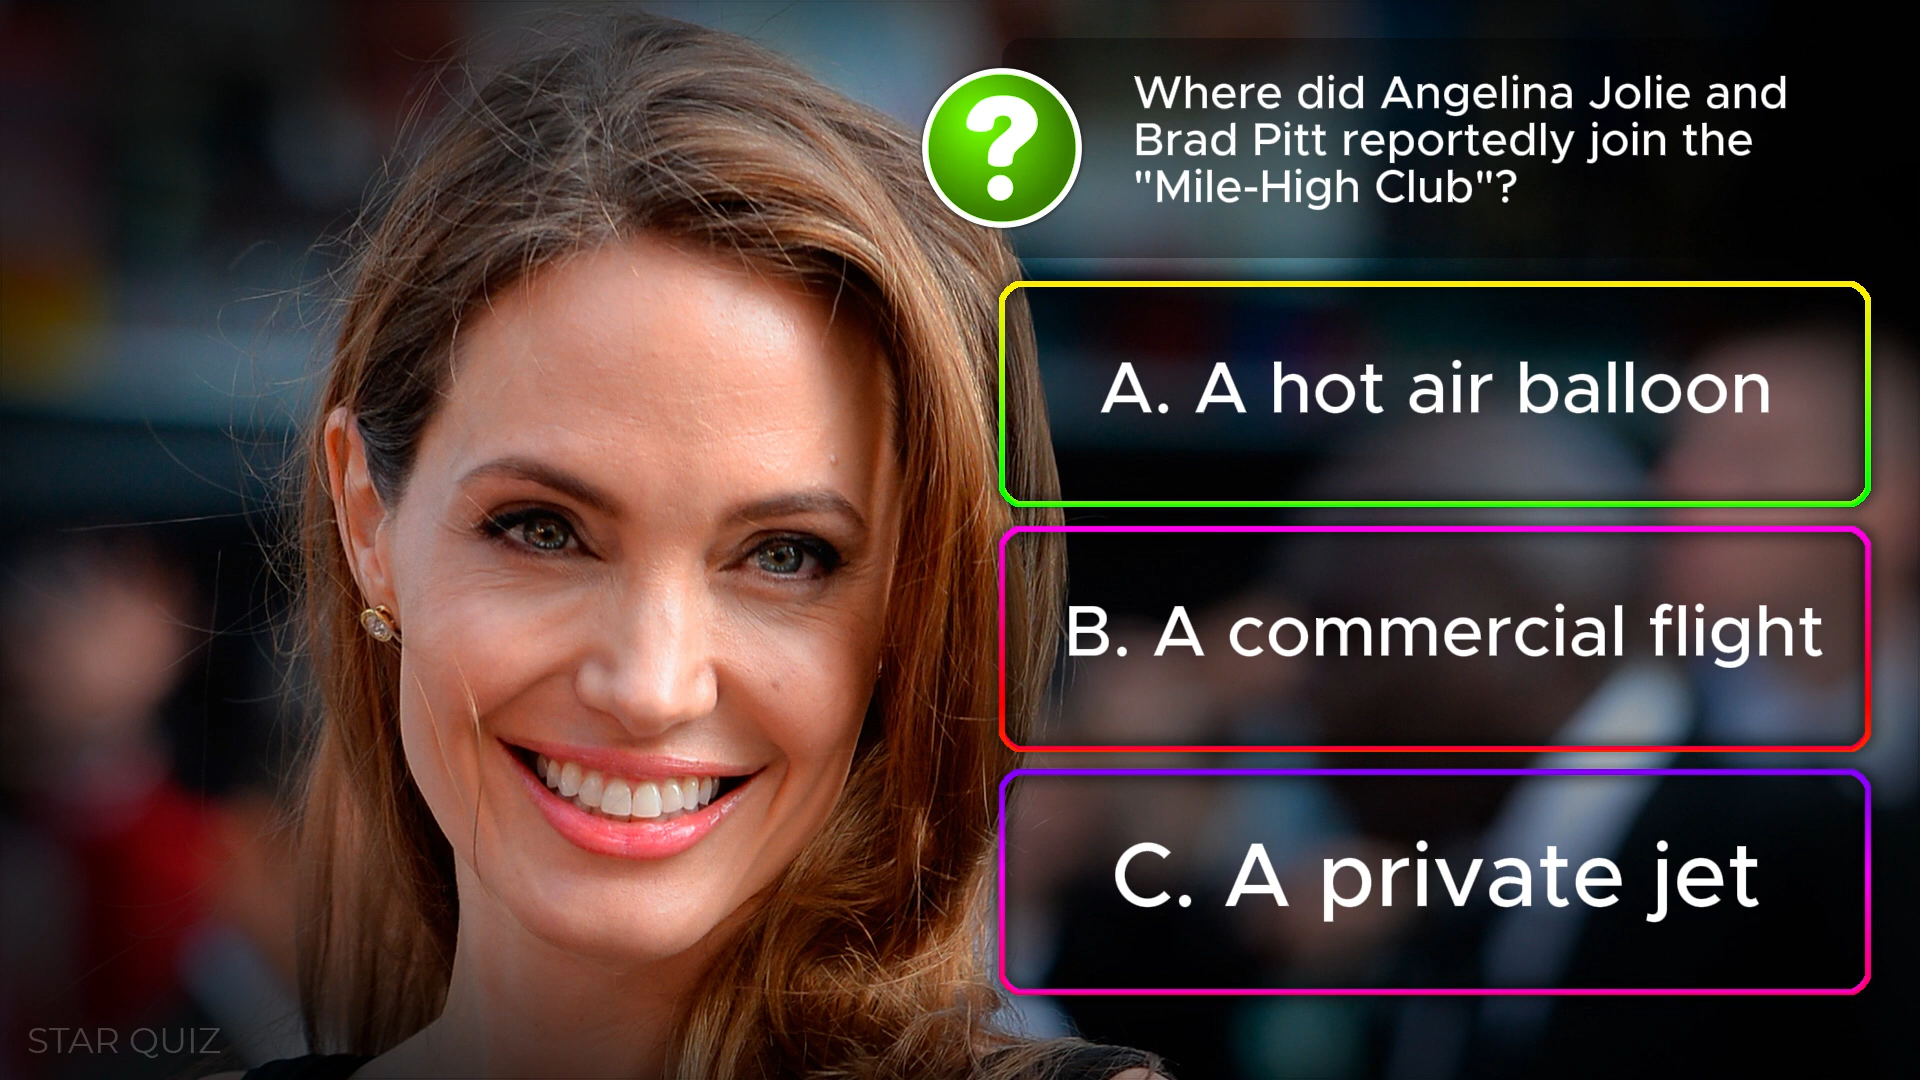 ?
Where did Angelina Jolie and
Brad Pitt reportedly join the
"Mile-High Club"?
A. A hot air balloon
B. A commercial flight
C. A private jet
STAR QUIZ